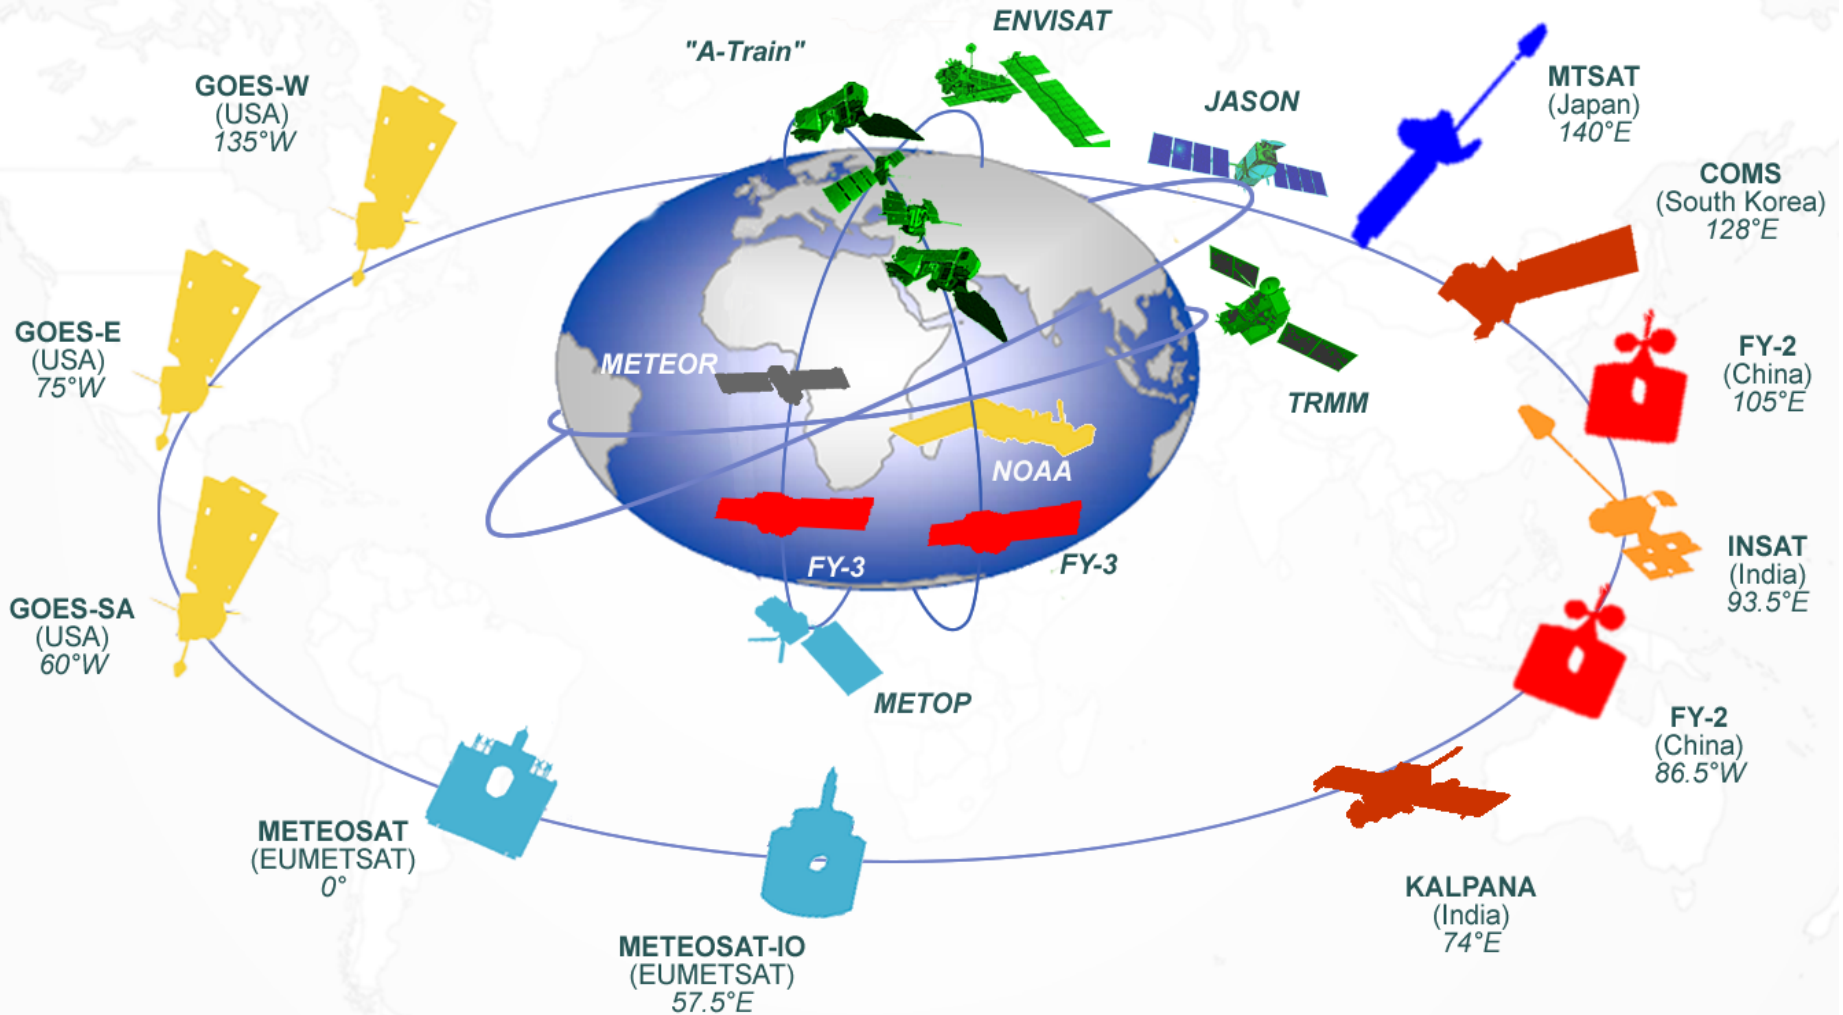 ENVISAT
"A-Train"
GOES-W
(USA)
135°W
JASON
MTSAT
(Japan)
140°E
COMS
(South Korea)
128°E
GOES-E
(USA)
75°W
METEOR
FY-2
(China)
105°E
TRMM
NOAA
INSAT
(India)
93.5°E
FY-3
FY-3
GOES-SA
(USA)
60°W
METOP
FY-2
(China)
86.5°W
METEOSAT
(EUMETSAT)
0°
KALPANA
(India)
74°E
METEOSAT-IO
(EUMETSAT)
57.5°E